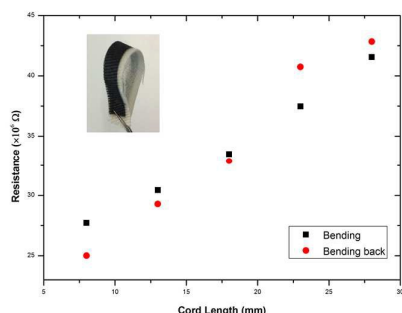 45
40
35
30
25
Resistance (×10⁶ Ω)
Bending
Bending back
5 10 15 20 25 30
Cord Length (mm)